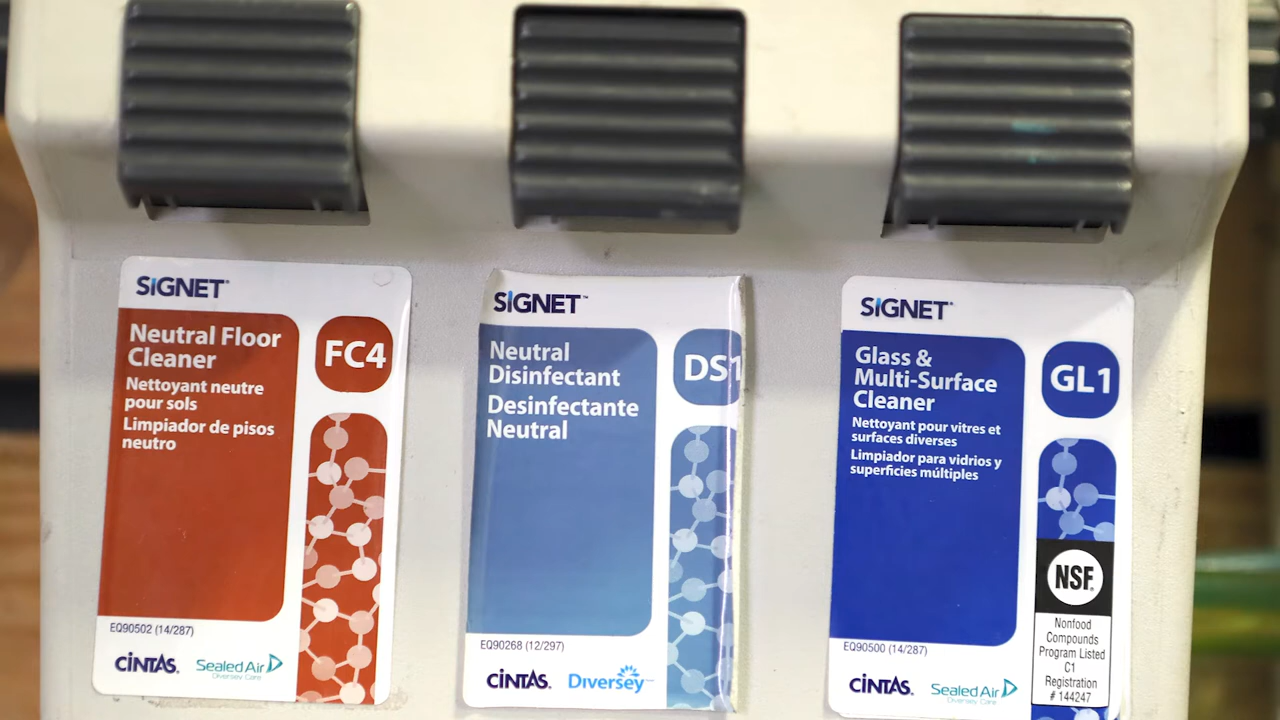 SIGNET
Neutral Floor
Cleaner
Nettoyant neutre
pour sols
Limpiador de pisos
neutro
FC4
EQ90502 (14/287)
CINTAS.
Sealed Air
Diversey Care
SIGNET™
Neutral
Disinfectant
Desinfectante
Neutral
DS1
EQ90268 (12/297)
CINTAS.
Diversey
SIGNET
Glass &
Multi-Surface
Cleaner
Nettoyant pour vitres et
surfaces diverses
Limpiador para vidrios y
superficies múltiples
GL1
NSF.
Nonfood
Compounds
Program Listed
C1
Registration
# 144247
EQ90500 (14/287)
CINTAS.
Sealed Air
Diversey Care